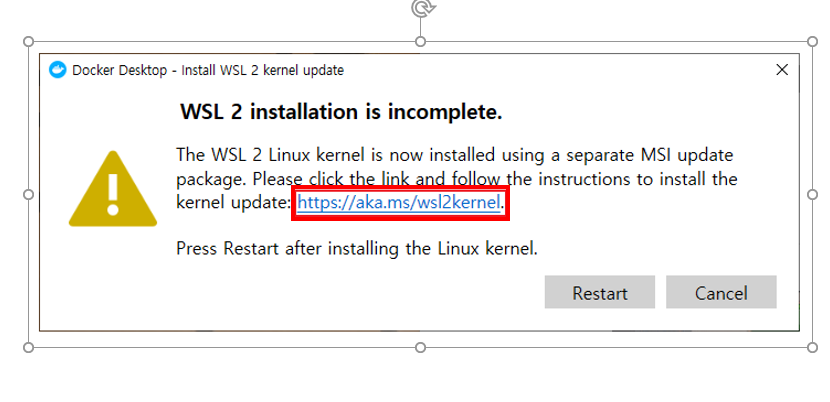 Docker Desktop - Install WSL 2 kernel update
WSL 2 installation is incomplete.
The WSL 2 Linux kernel is now installed using a separate MSI update
package. Please click the link and follow the instructions to install the
kernel update: https://aka.ms/wsl2kernel.
Press Restart after installing the Linux kernel.
Restart Cancel